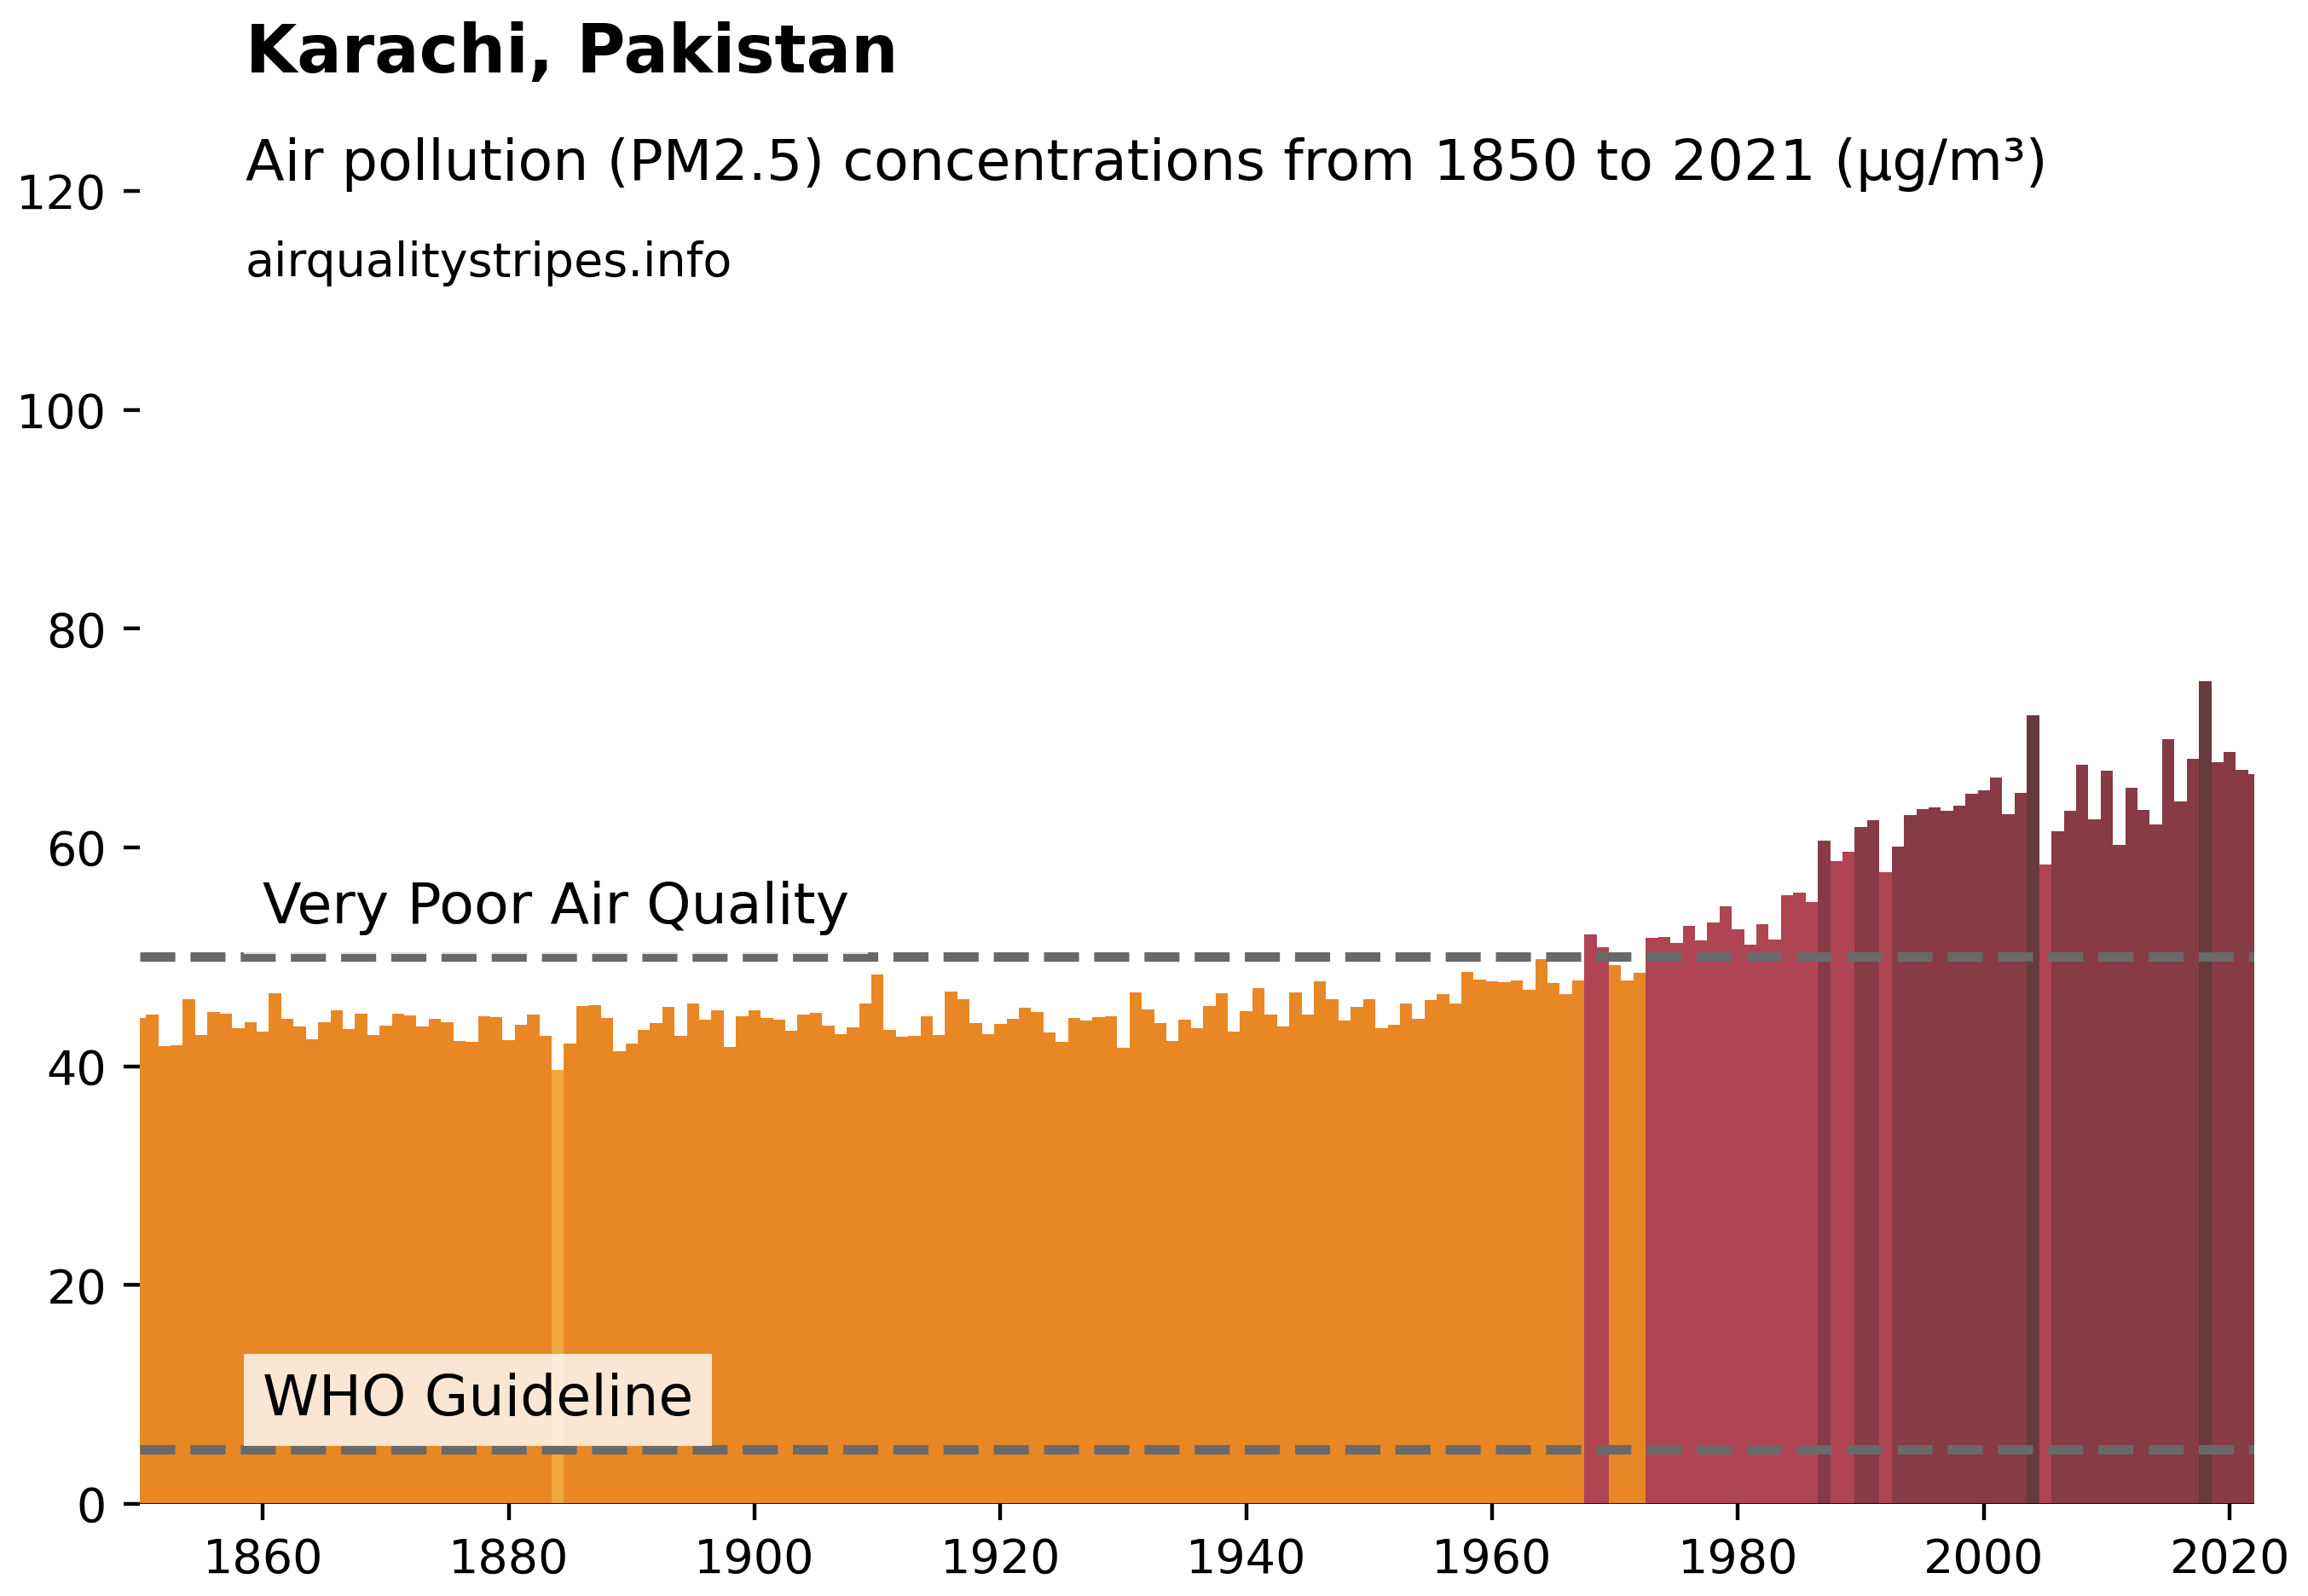 Karachi, Pakistan
Air pollution (PM2.5) concentrations from 1850 to 2021 (µg/m³)
airqualitystripes.info
120
100
80
60
Very Poor Air Quality
40
20
WHO Guideline
0
1860 1880 1900 1920 1940 1960 1980 2000 2020